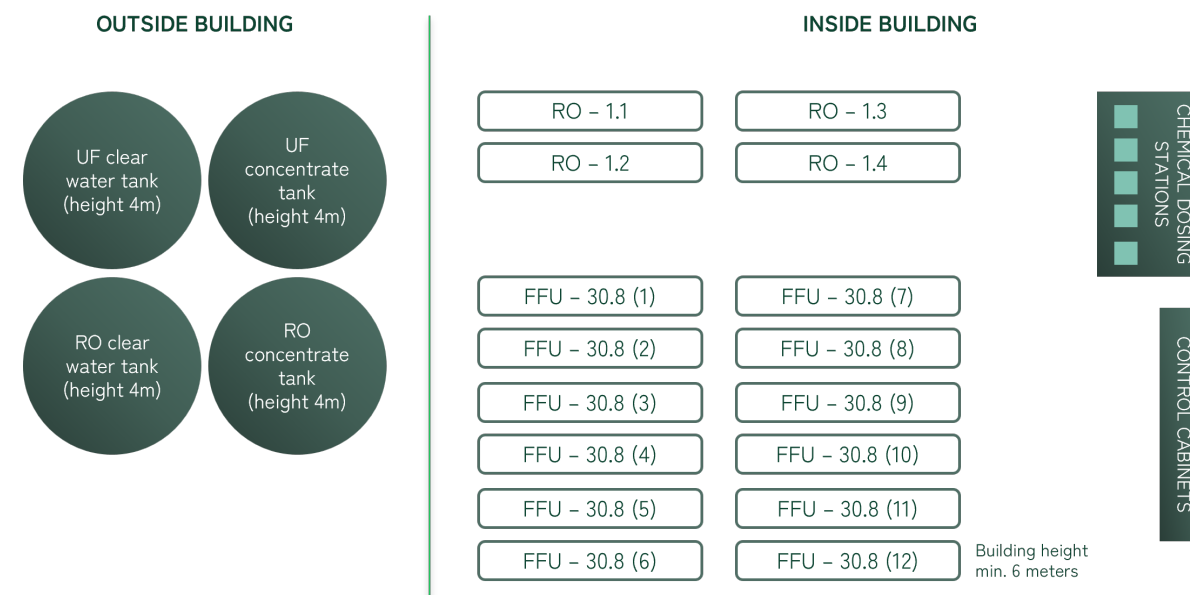 OUTSIDE BUILDING
INSIDE BUILDING
UF clear
water tank
(height 4m)
UF
concentrate
tank
(height 4m)
RO clear
water tank
(height 4m)
RO
concentrate
tank
(height 4m)
RO – 1.1
RO – 1.3
RO – 1.2
RO – 1.4
FFU – 30.8 (1)
FFU – 30.8 (7)
FFU – 30.8 (2)
FFU – 30.8 (8)
FFU – 30.8 (3)
FFU – 30.8 (9)
FFU – 30.8 (4)
FFU – 30.8 (10)
FFU – 30.8 (5)
FFU – 30.8 (11)
FFU – 30.8 (6)
FFU – 30.8 (12)
Building height
min. 6 meters
CHEMICAL DOSING
STATIONS
CONTROL CABINETS